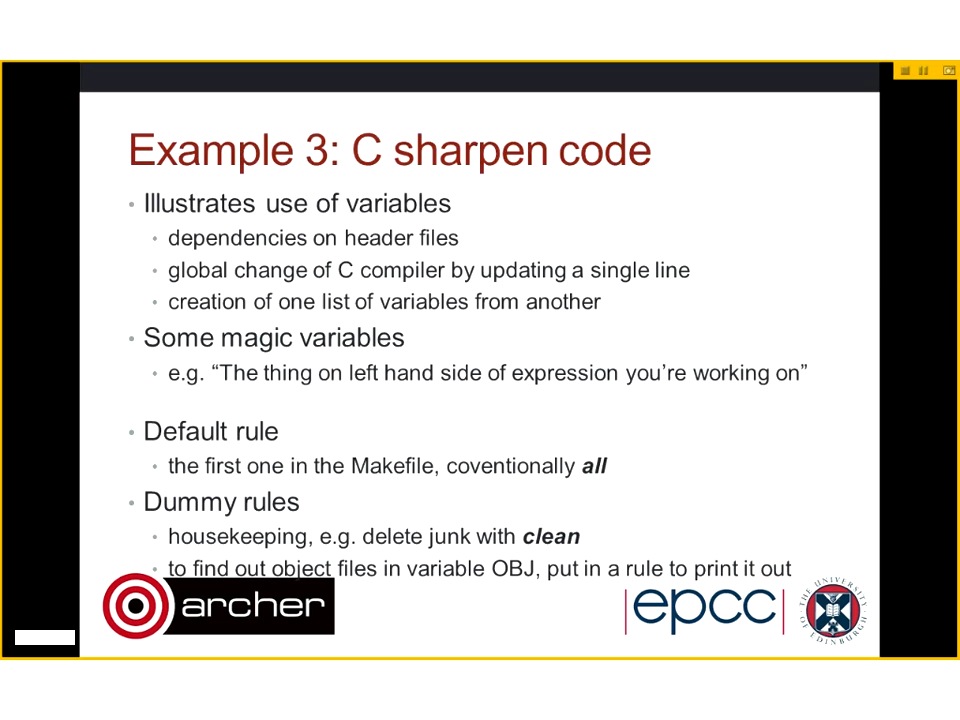 Example 3: C sharpen code
• Illustrates use of variables
• dependencies on header files
• global change of C compiler by updating a single line
• creation of one list of variables from another
• Some magic variables
• e.g. “The thing on left hand side of expression you’re working on”
• Default rule
• the first one in the Makefile, coventionally all
• Dummy rules
• housekeeping, e.g. delete junk with clean
• to find out object files in variable OBJ, put in a rule to print it out
archer
|epcc|
THE UNIVERSITY OF EDINBURGH